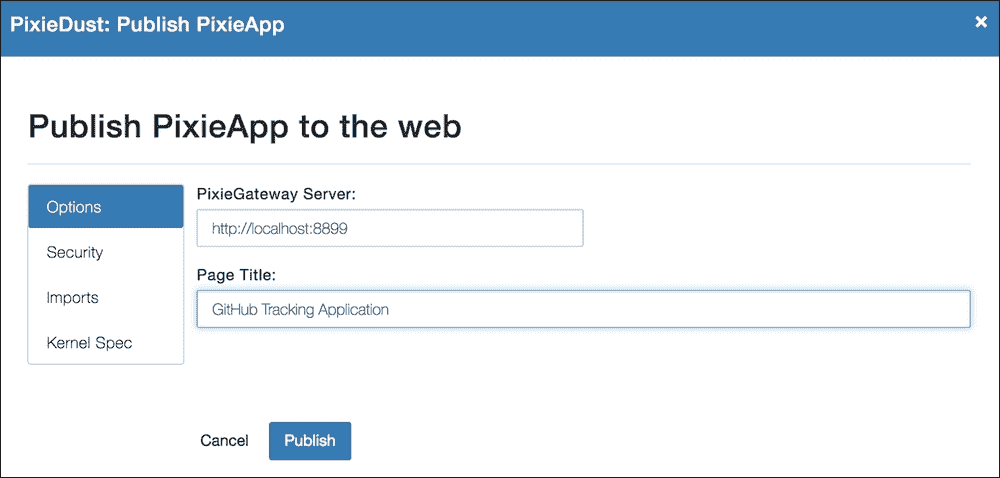 PixieDust: Publish PixieApp
×
Publish PixieApp to the web
Options
Security
Imports
Kernel Spec
PixieGateway Server:
http://localhost:8899
Page Title:
GitHub Tracking Application
Cancel
Publish